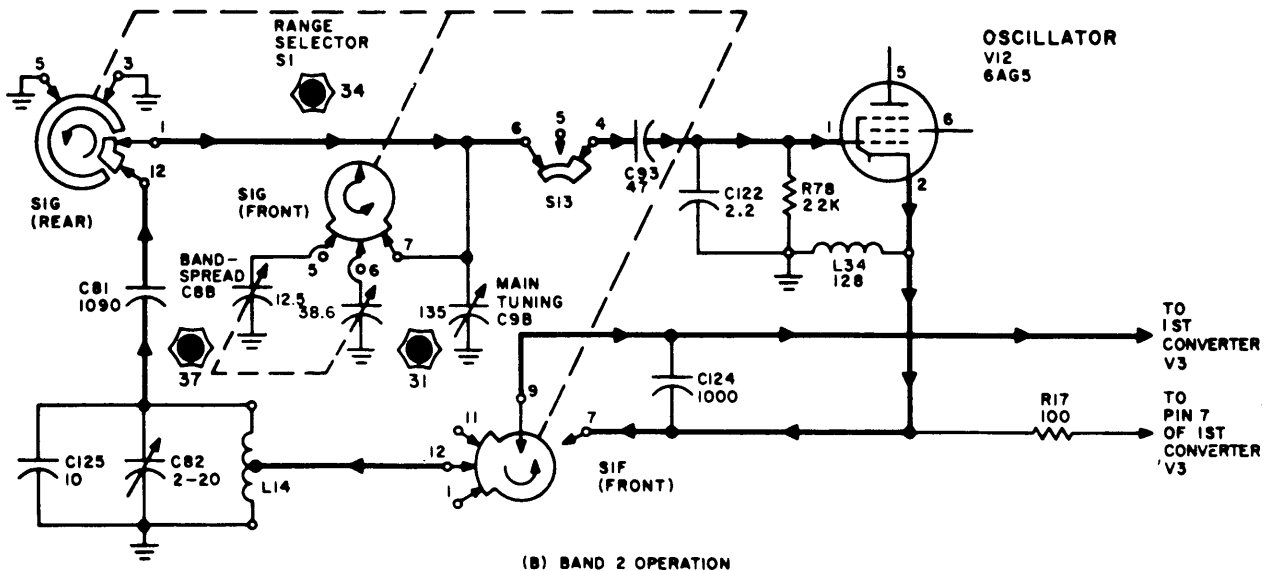 RANGE
SELECTOR
S1
34
OSCILLATOR
V12
6AG5
5
3
1
12
S1G
(REAR)
S1G
(FRONT)
6
5
4
S13
C93
47
1
5
6
2
C122
2.2
R78
22K
L34
128
BAND-
SPREAD
C8B
12.5
5
6
7
38.6
135
MAIN
TUNING
C9B
C81
1090
37
31
TO
1ST
CONVERTER
V3
C124
1000
9
11
12
1
7
S1F
(FRONT)
R17
100
TO
PIN 7
OF 1ST
CONVERTER
V3
C125
10
C82
2-20
L14
(B) BAND 2 OPERATION